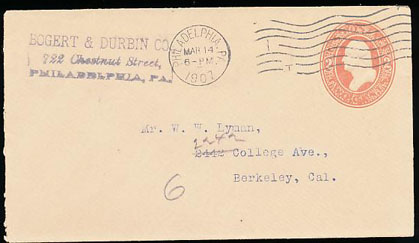 BOGERT & DURBIN CO
722 Chestnut Street,
PHILADELPHIA, PA.
PHILADELPHIA, PA.
MAR 14
6-PM
1907
Mr. W. W. Lyman,
2242
College Ave.,
Berkeley, Cal.
6